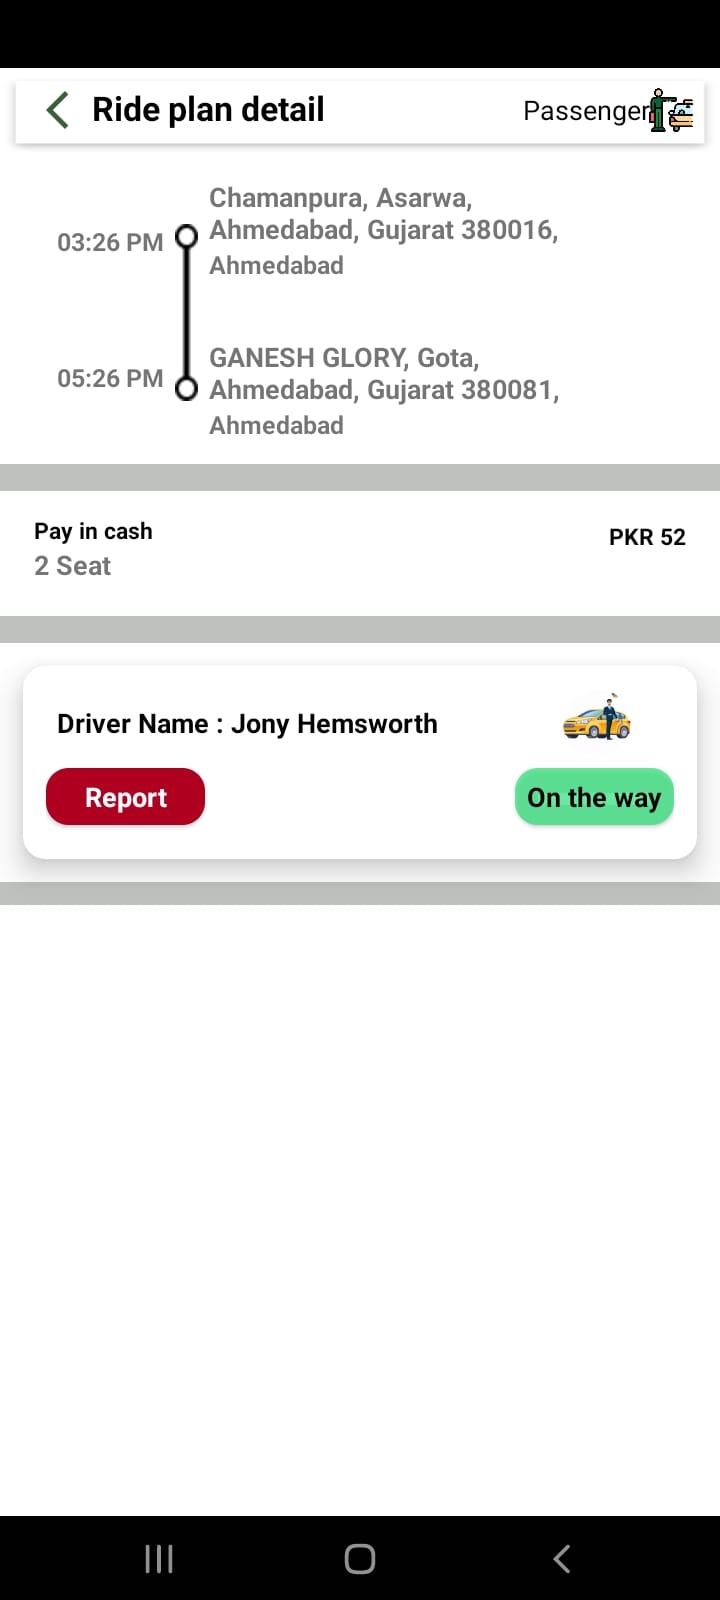 Ride plan detail
Passenger
Chamanpura, Asarwa,
03:26 PM
Ahmedabad, Gujarat 380016,
Ahmedabad
GANESH GLORY, Gota,
05:26 PM
Ahmedabad, Gujarat 380081,
Ahmedabad
Pay in cash
PKR 52
2 Seat
Driver Name : Jony Hemsworth
Report
On the way